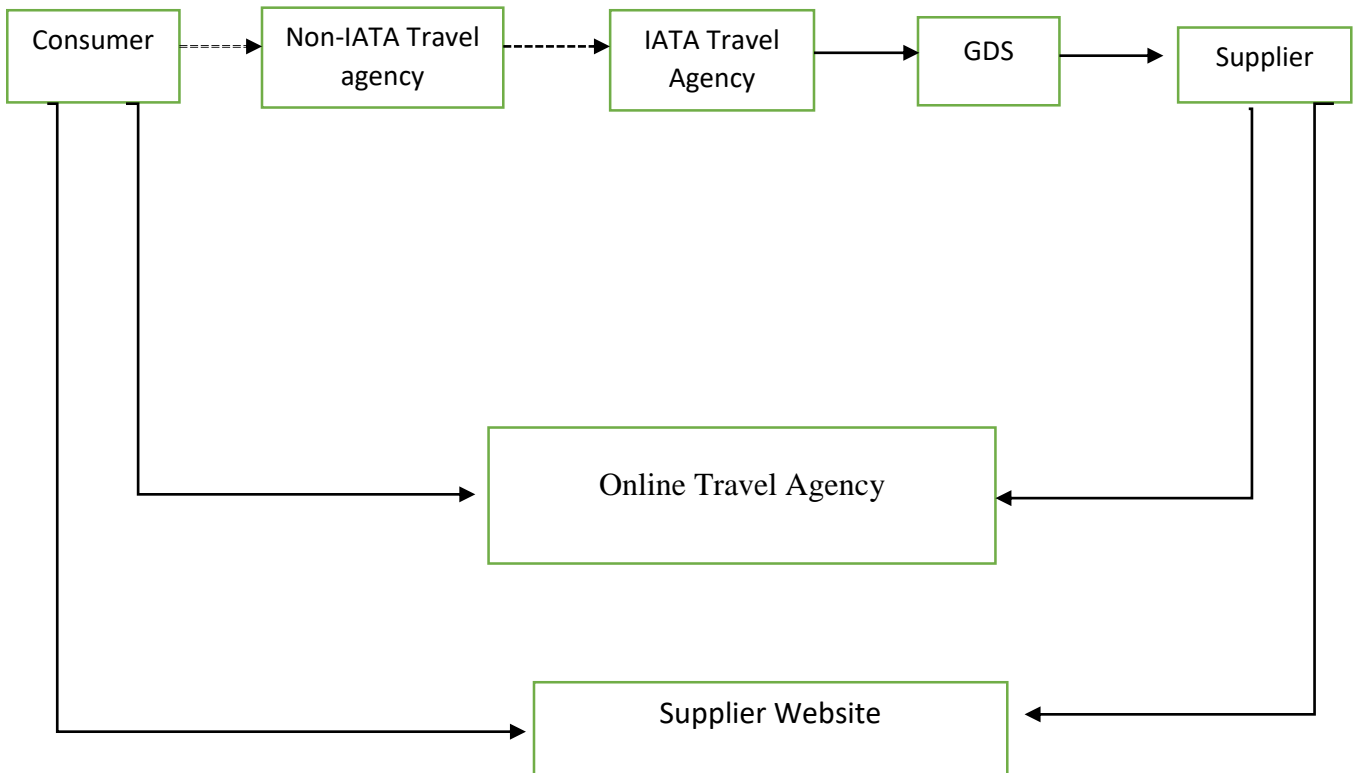 Consumer
Non-IATA Travel
agency
IATA Travel
Agency
GDS
Supplier
Online Travel Agency
Supplier Website